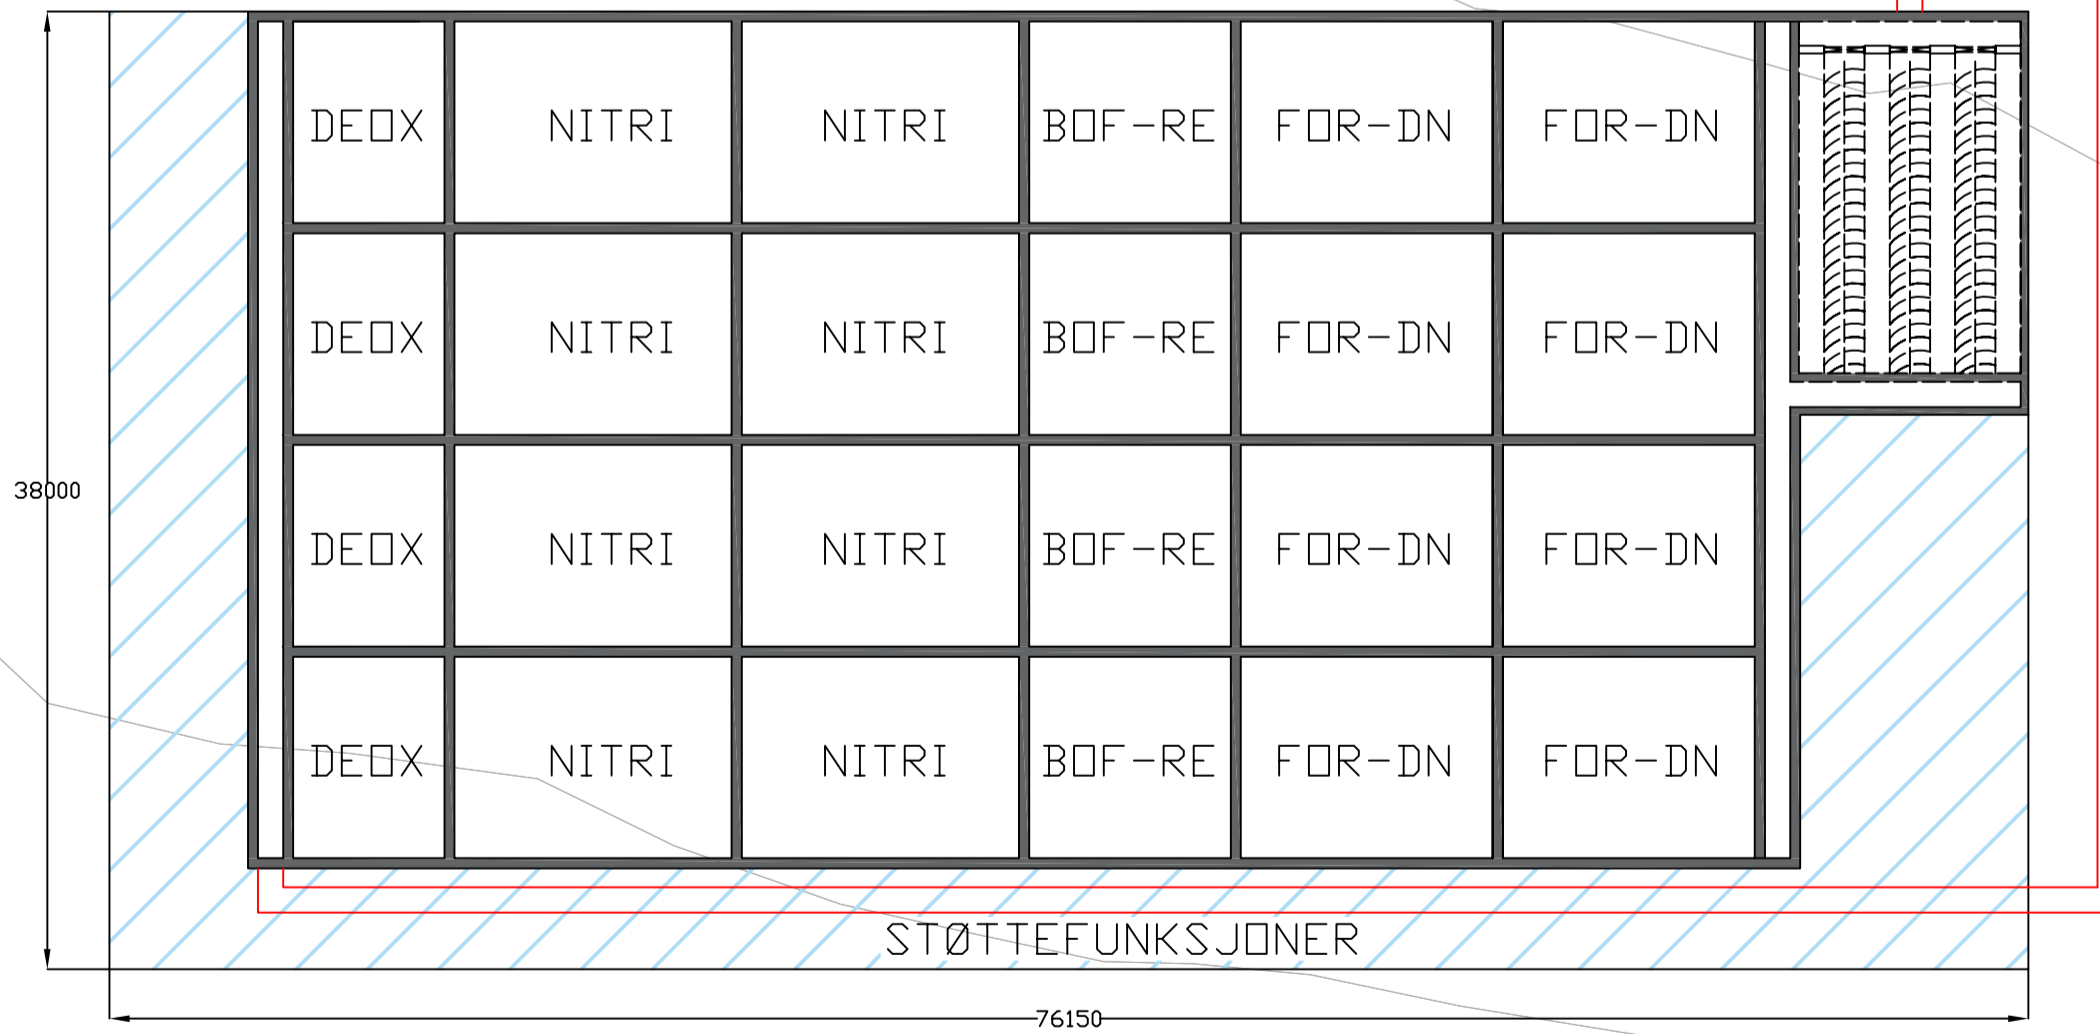 DEOX NITRI NITRI BOF-RE FOR-DN FOR-DN
DEOX NITRI NITRI BOF-RE FOR-DN FOR-DN
38000
DEOX NITRI NITRI BOF-RE FOR-DN FOR-DN
DEOX NITRI NITRI BOF-RE FOR-DN FOR-DN
STØTTEFUNKSJONER
76150